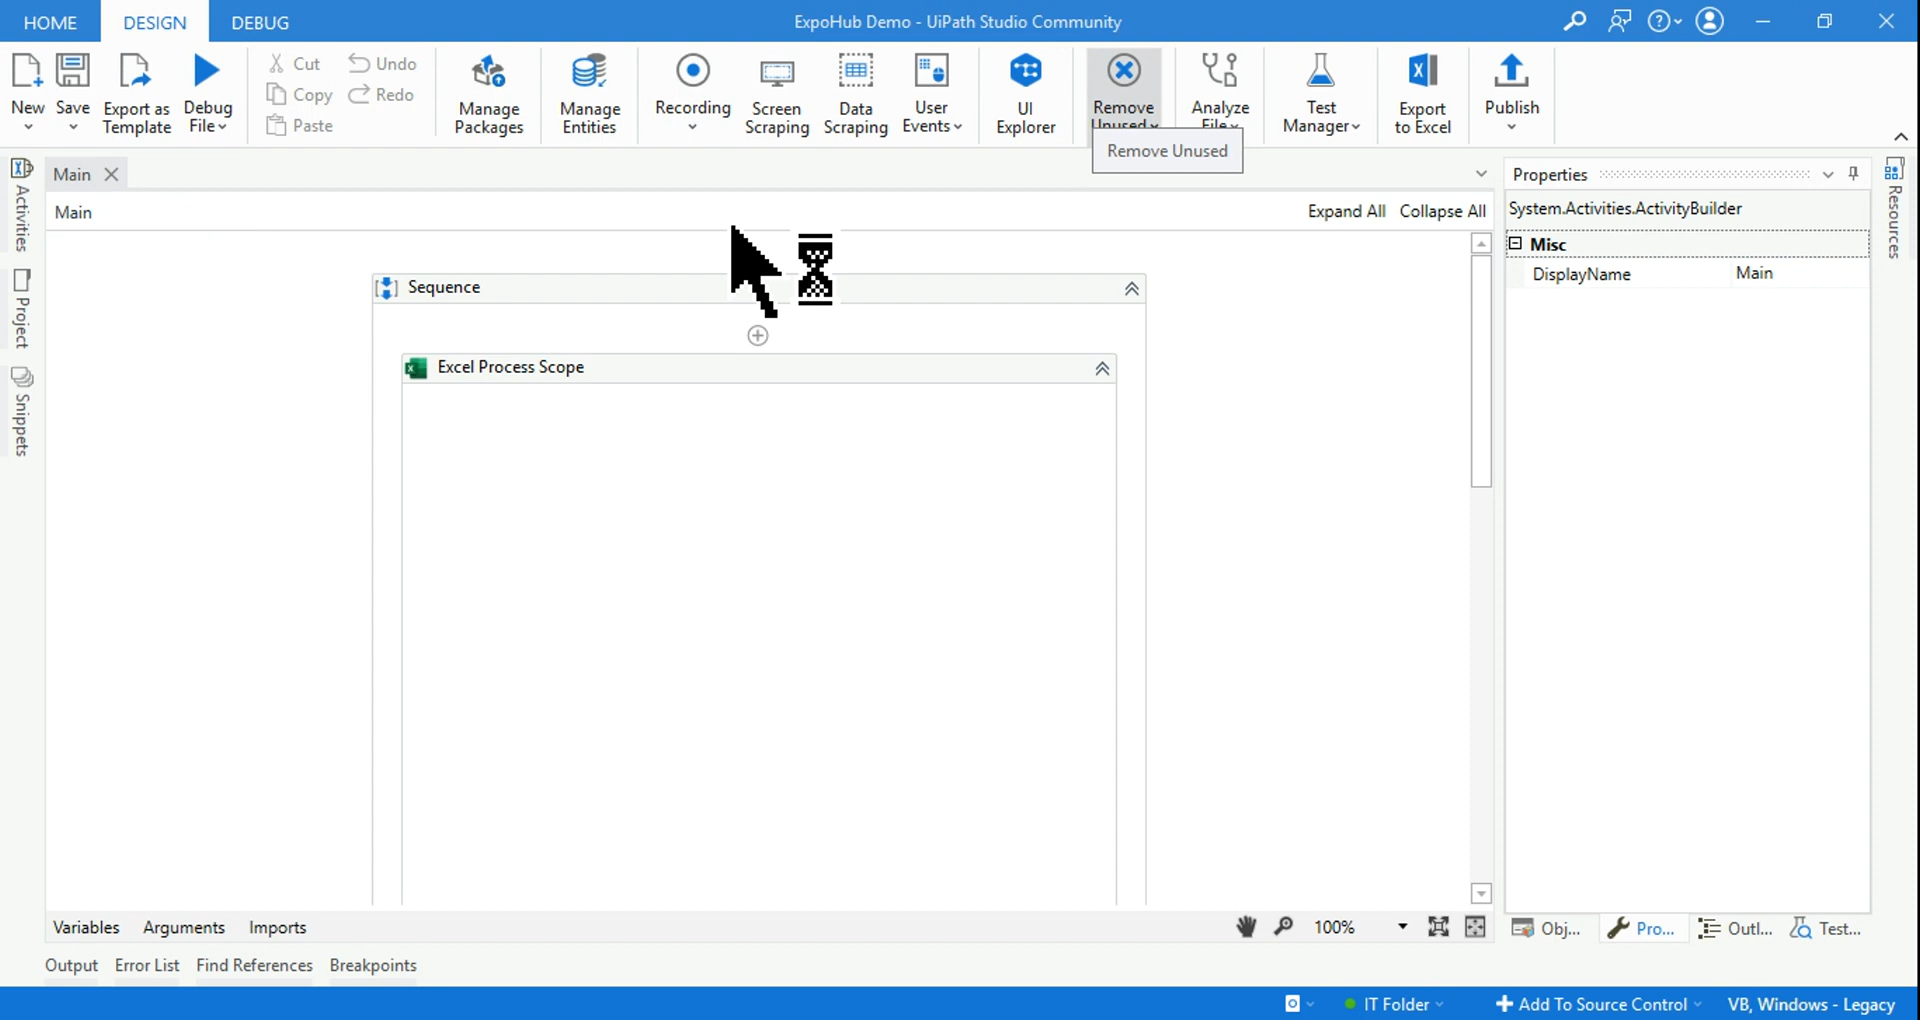 HOME DESIGN DEBUG ExpoHub Demo - UiPath Studio Community
New Save Export as Template Debug File
Cut Copy Paste Undo Redo
Manage Packages
Manage Entities
Recording Screen Scraping Data Scraping User Events
UI Explorer
Remove Unused
Analyze File
Test Manager
Export to Excel
Publish
Remove Unused
Activities
Project
Snippets
Main
Main Expand All Collapse All
Sequence
Excel Process Scope
Properties
System.Activities.ActivityBuilder
Misc
DisplayName Main
Resources
Variables Arguments Imports 100%
Obj... Pro... Outl... Test...
Output Error List Find References Breakpoints
IT Folder Add To Source Control VB, Windows - Legacy